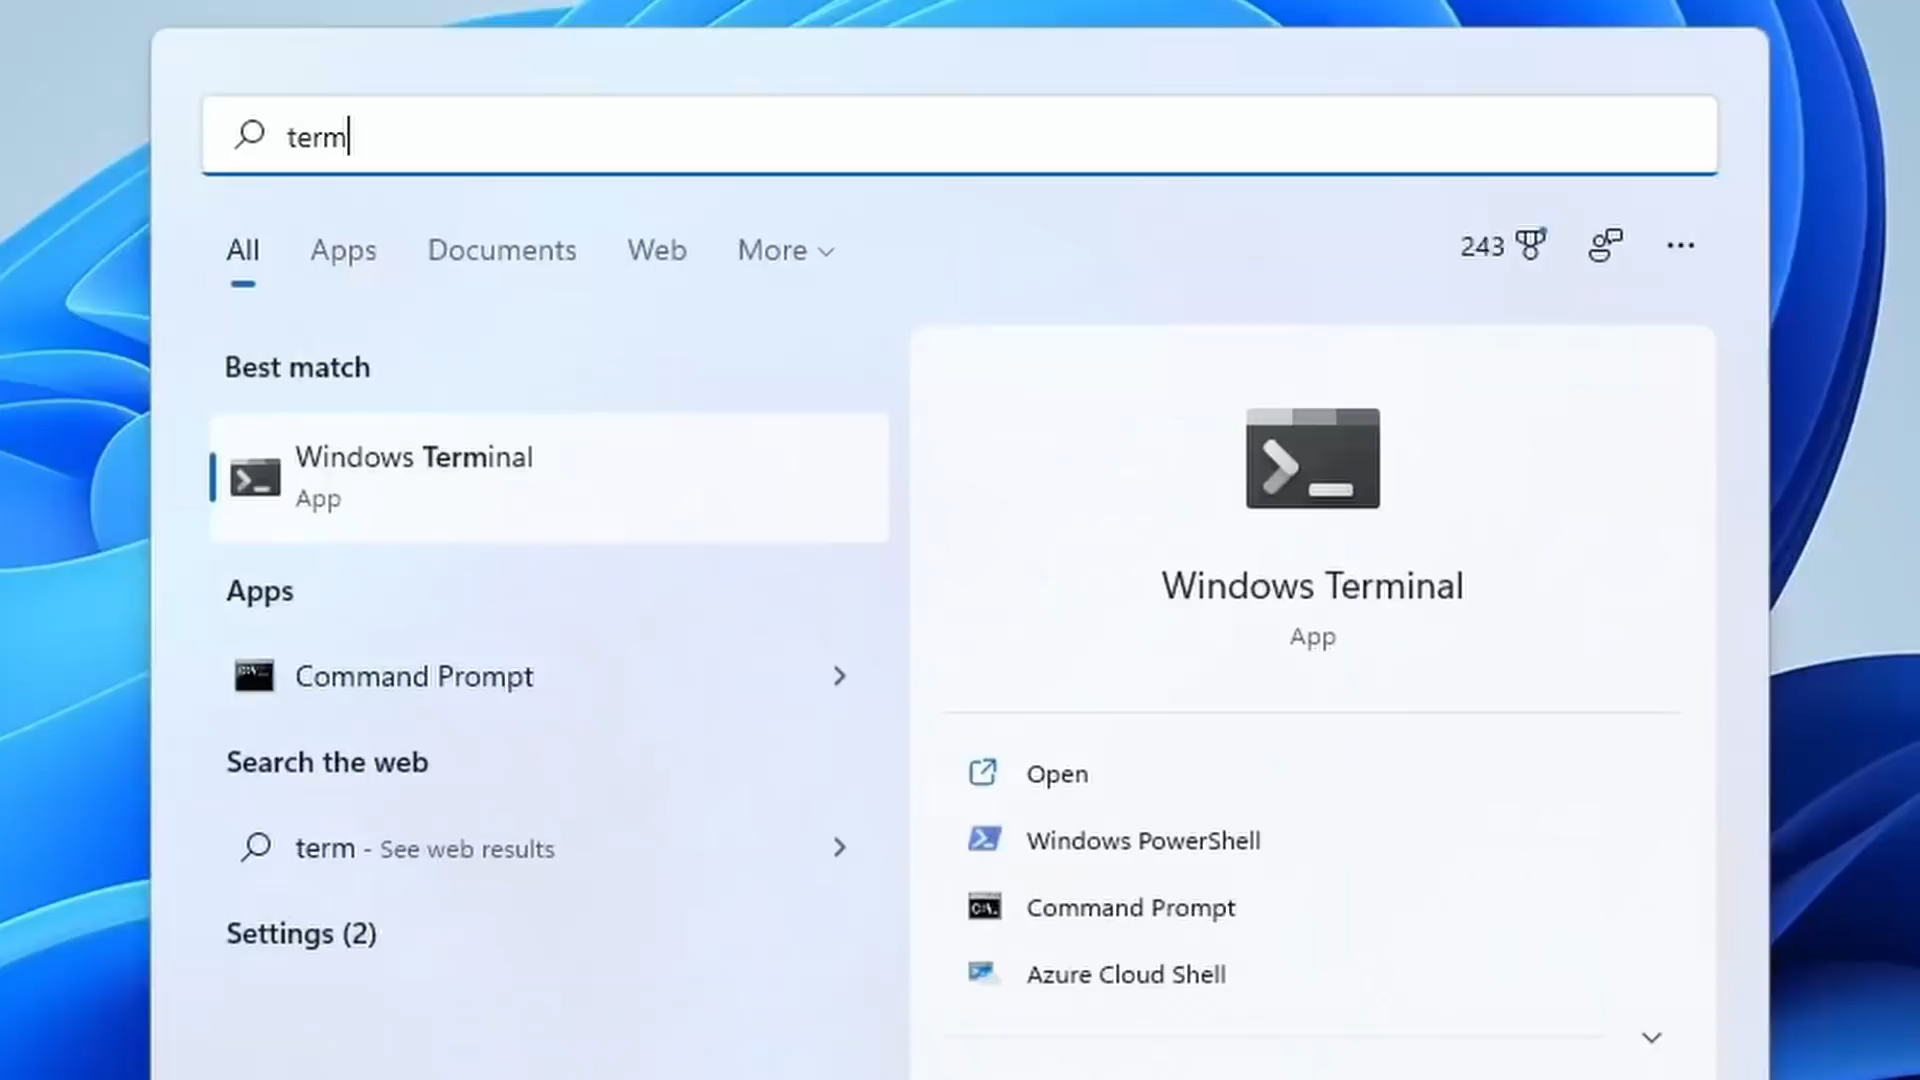 term
All Apps Documents Web More
243
Best match
Windows Terminal
App
Apps
Command Prompt
Search the web
term - See web results
Settings (2)
Windows Terminal
App
Open
Windows PowerShell
Command Prompt
Azure Cloud Shell